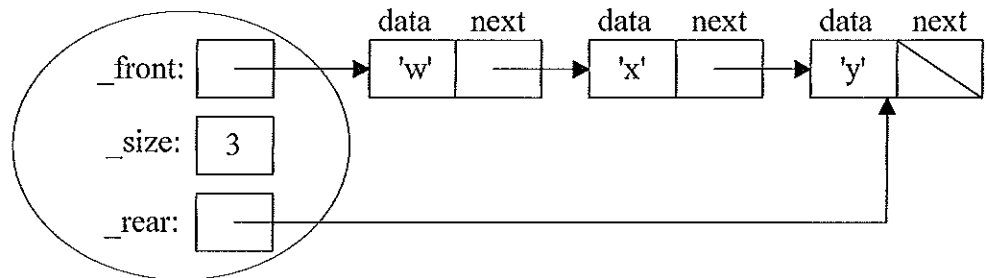 data next data next data next
_front: 'w' 'x' 'y'
_size: 3
_rear: